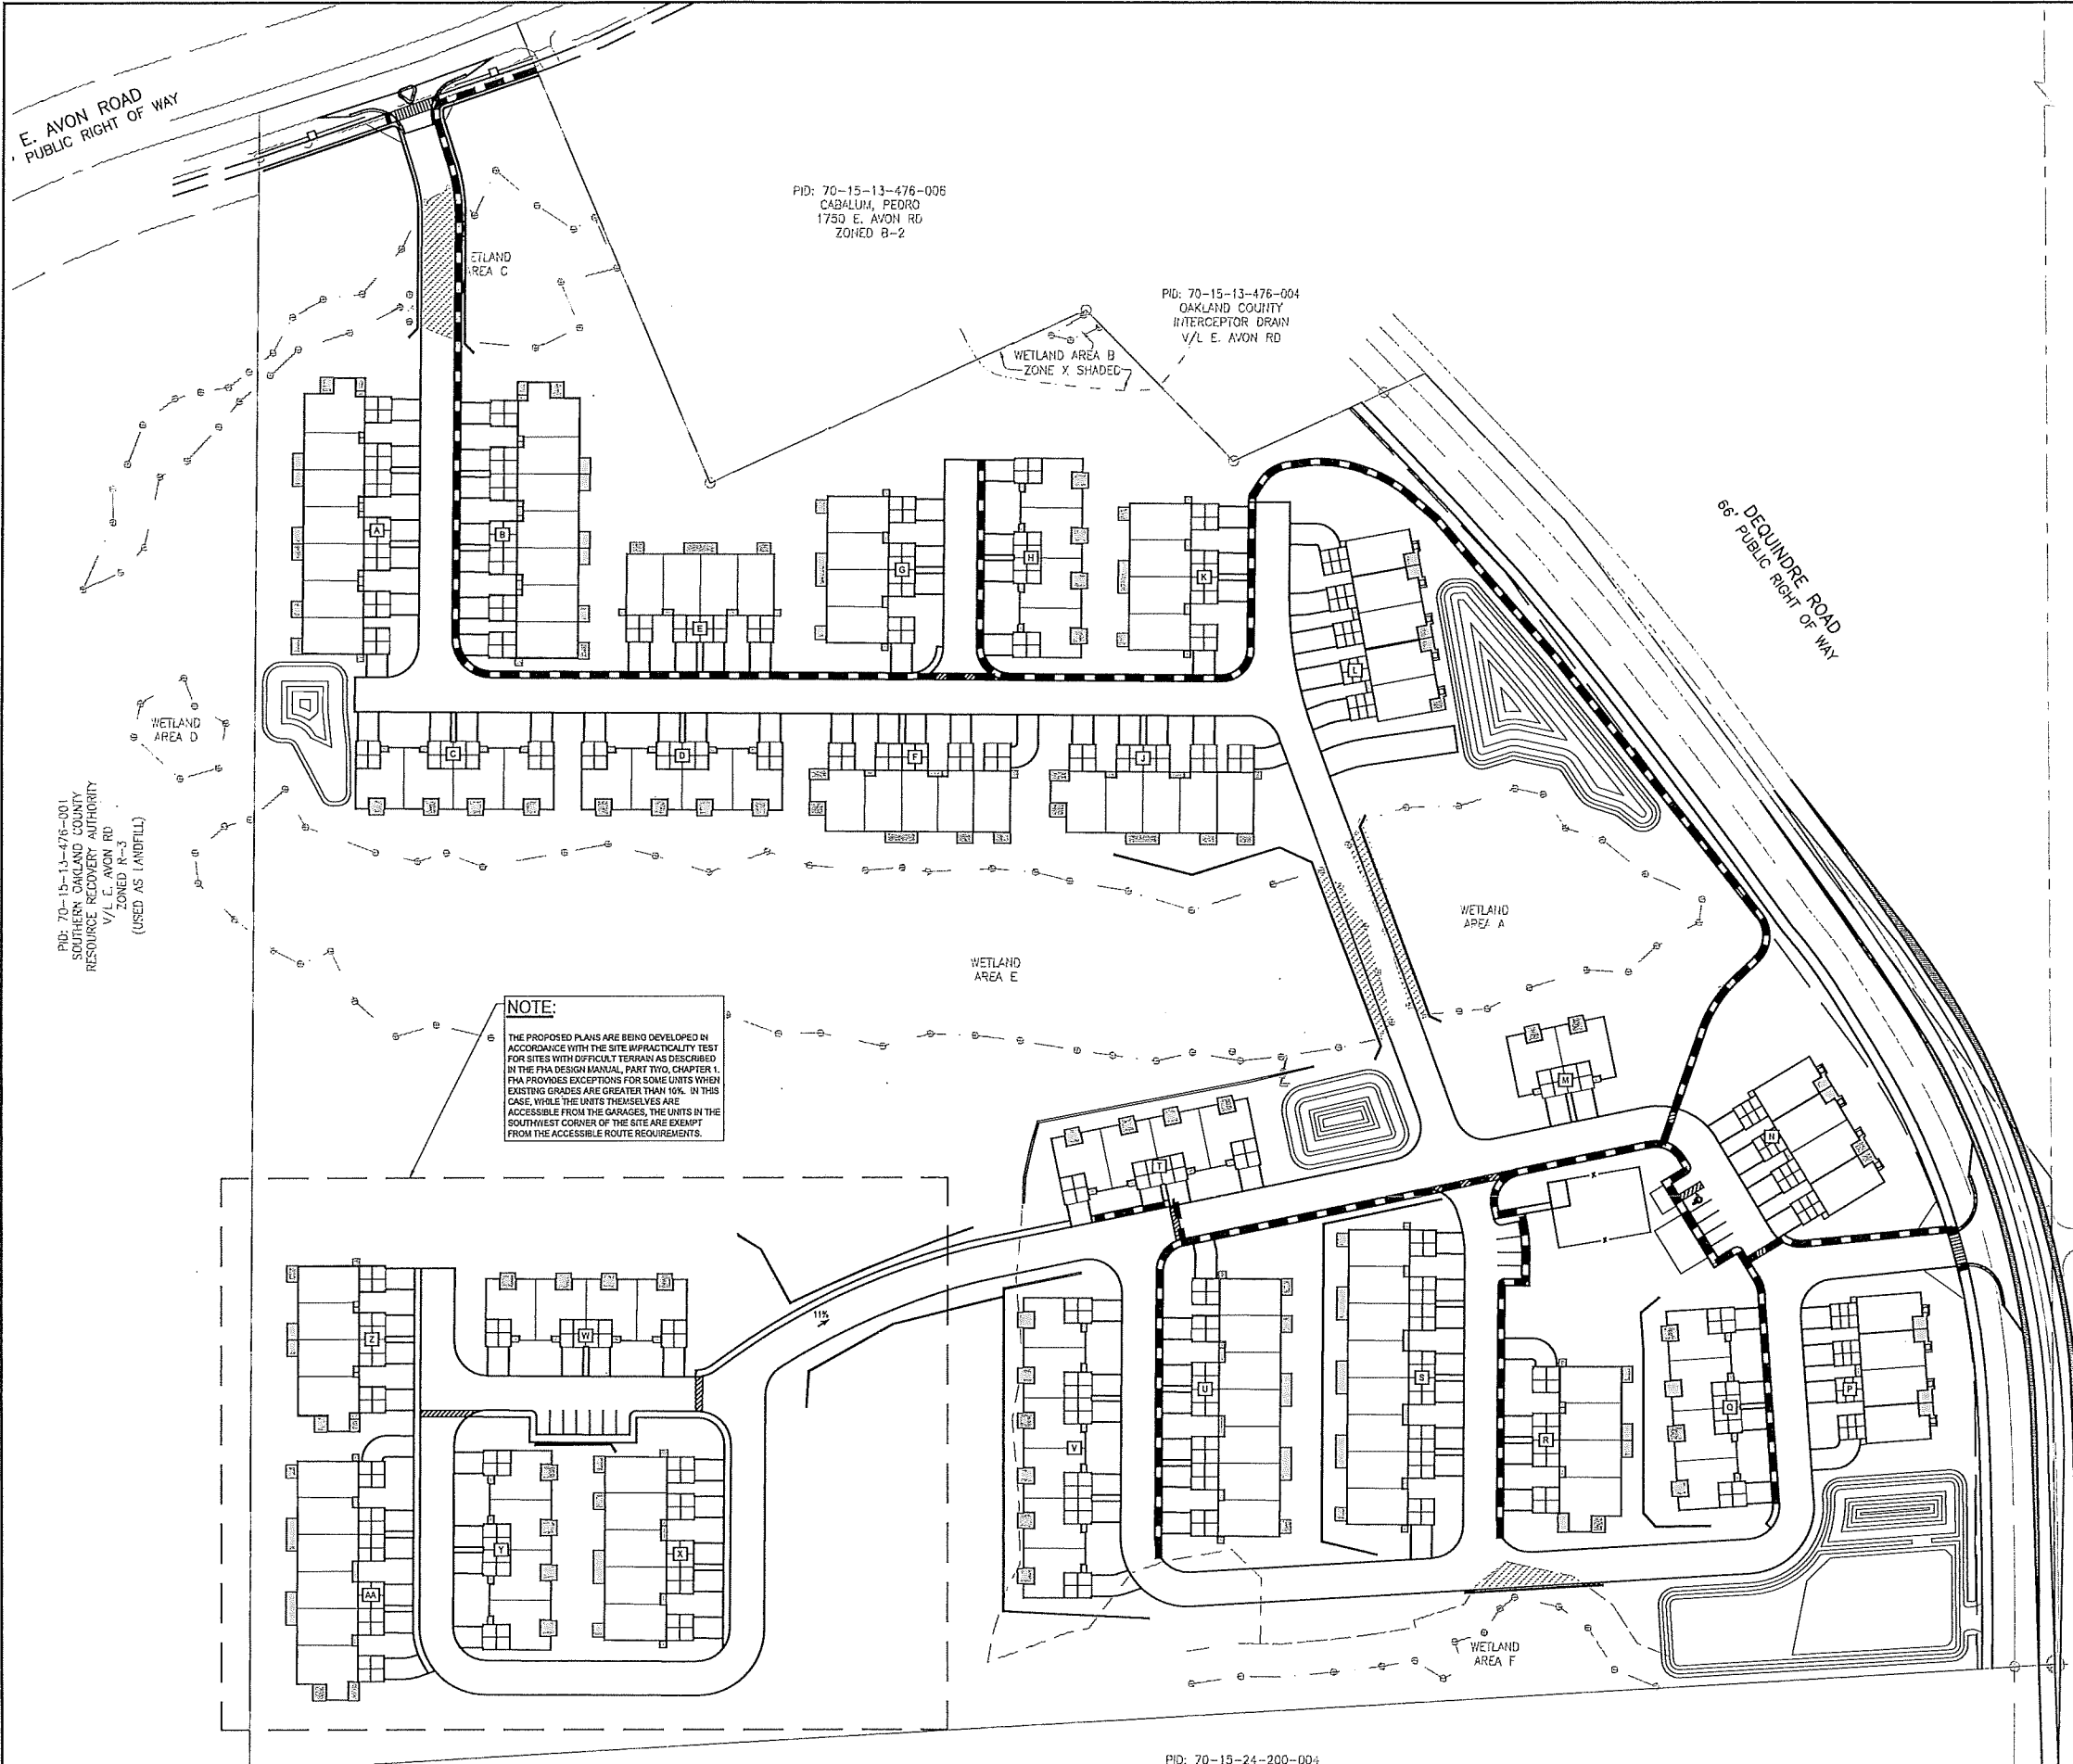 E. AVON ROAD
PUBLIC RIGHT OF WAY
PID: 70-15-13-476-006
CABALUM, PEDRO
1750 E. AVON RD
ZONED B-2
ETLAND
REA C
PID: 70-15-13-476-004
OAKLAND COUNTY
INTERCEPTOR DRAIN
V/L E. AVON RD
WETLAND AREA B
ZONE X SHADED
DEQUINDRE ROAD
66' PUBLIC RIGHT OF WAY
A
B
E
G
H
K
L
C
D
F
J
WETLAND
AREA D
PID: 70-15-13-476-001
SOUTHERN OAKLAND COUNTY
RESOURCE RECOVERY AUTHORITY
V/L E. AVON RD
ZONED R-3
(USED AS LANDFILL)
WETLAND
AREA A
WETLAND
AREA E
NOTE:
THE PROPOSED PLANS ARE BEING DEVELOPED IN
ACCORDANCE WITH THE SITE IMPRACTICALITY TEST
FOR SITES WITH DIFFICULT TERRAIN AS DESCRIBED
IN THE FHA DESIGN MANUAL, PART TWO, CHAPTER 1.
FHA PROVIDES EXCEPTIONS FOR SOME UNITS WHEN
EXISTING GRADES ARE GREATER THAN 10%. IN THIS
CASE, WHILE THE UNITS THEMSELVES ARE
ACCESSIBLE FROM THE GARAGES, THE UNITS IN THE
SOUTHWEST CORNER OF THE SITE ARE EXEMPT
FROM THE ACCESSIBLE ROUTE REQUIREMENTS.
M
N
T
11%
Z
W
U
S
V
R
Q
P
Y
X
AA
WETLAND
AREA F
PID: 70-15-24-200-004